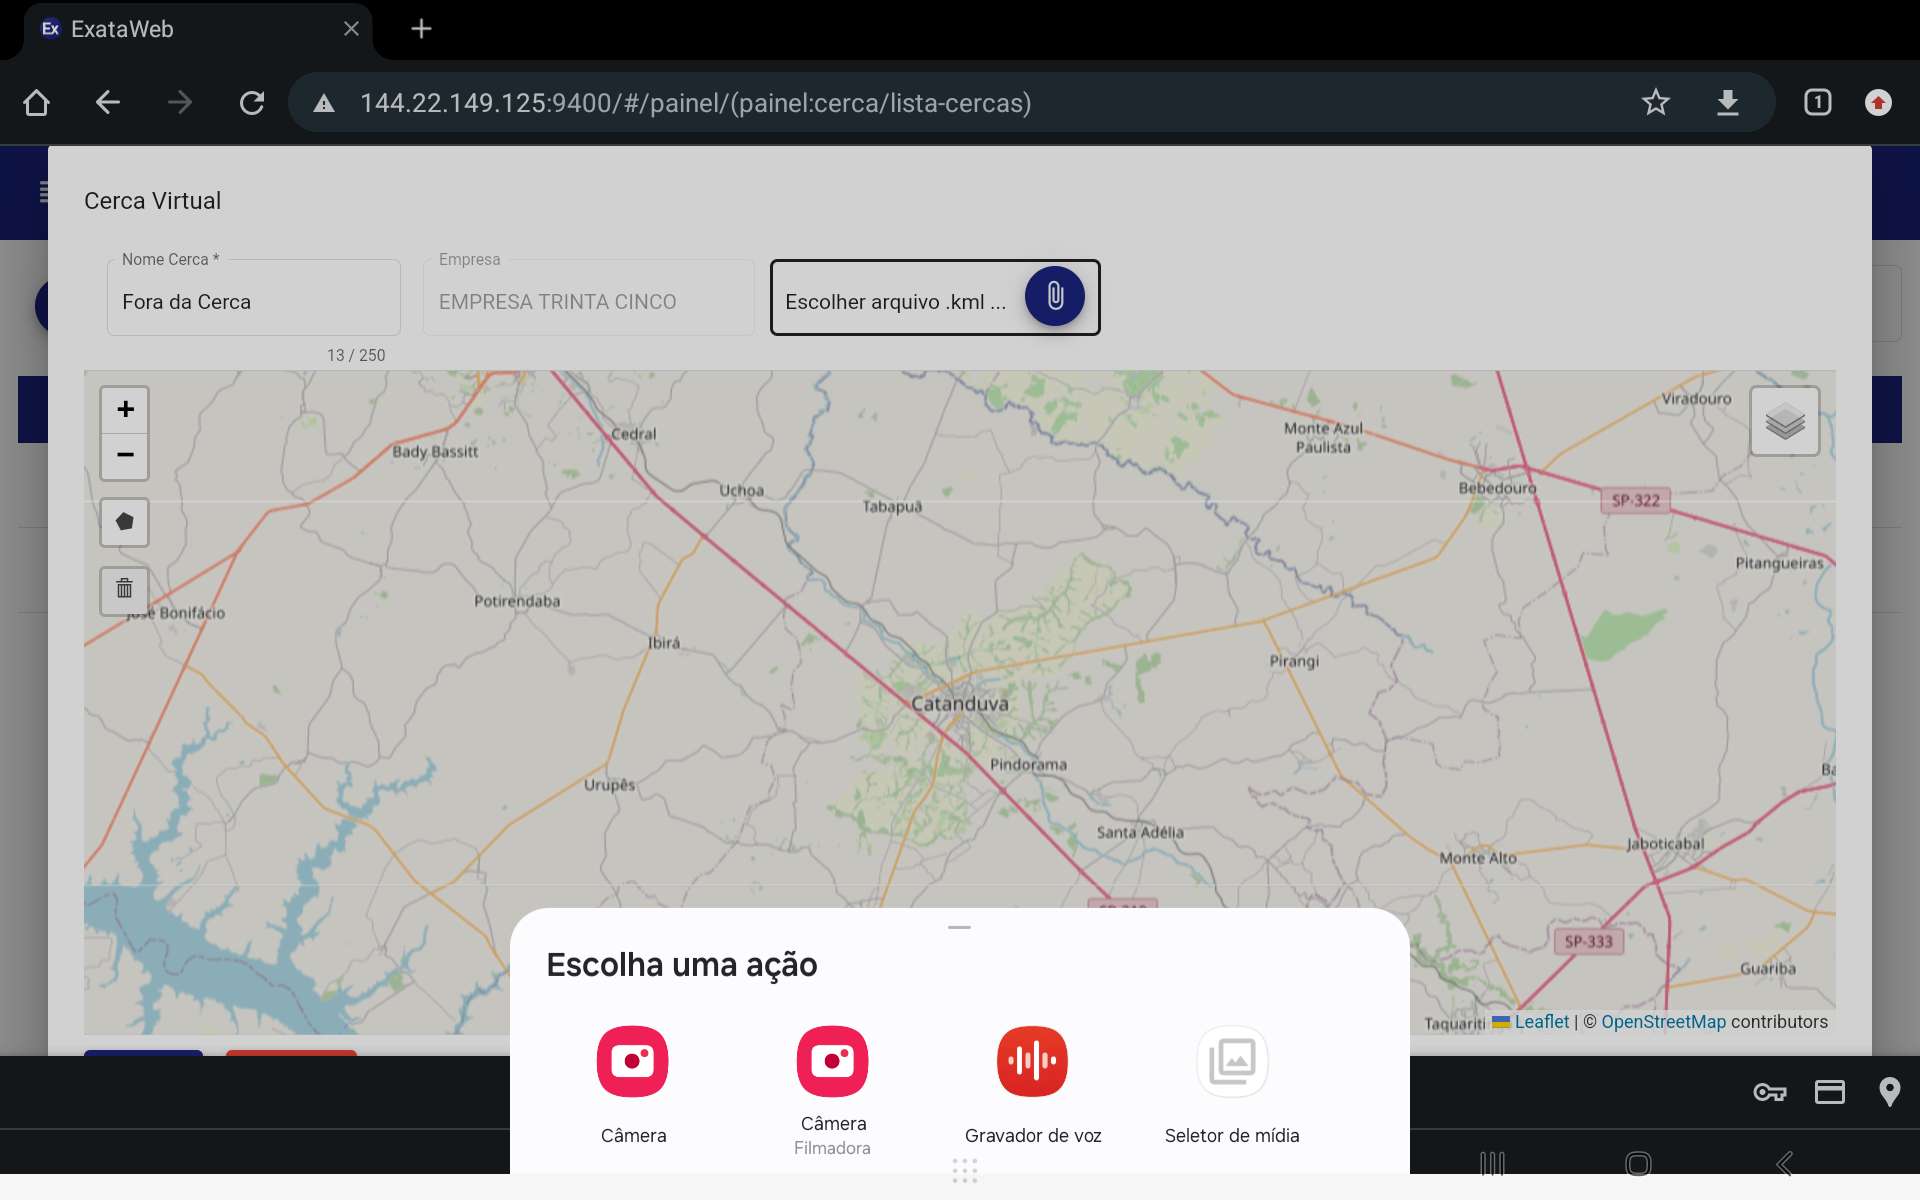 Ex ExataWeb
144.22.149.125:9400/#/painel/(painel:cerca/lista-cercas)
1
Cerca Virtual
Nome Cerca *
Fora da Cerca
13 / 250
Empresa
EMPRESA TRINTA CINCO
Escolher arquivo .kml ...
+
−
Viradouro
Cedral
Monte Azul
Paulista
Bady Bassitt
Uchoa
Bebedouro
SP-322
Tabapuã
Pitangueiras
Potirendaba
José Bonifácio
Ibirá
Pirangi
Catanduva
Pindorama
Ba
Urupês
Santa Adélia
Jaboticabal
Monte Alto
SP-333
Guariba
Taquariti
Leaflet | © OpenStreetMap contributors
Escolha uma ação
Câmera
Câmera
Filmadora
Gravador de voz
Seletor de mídia